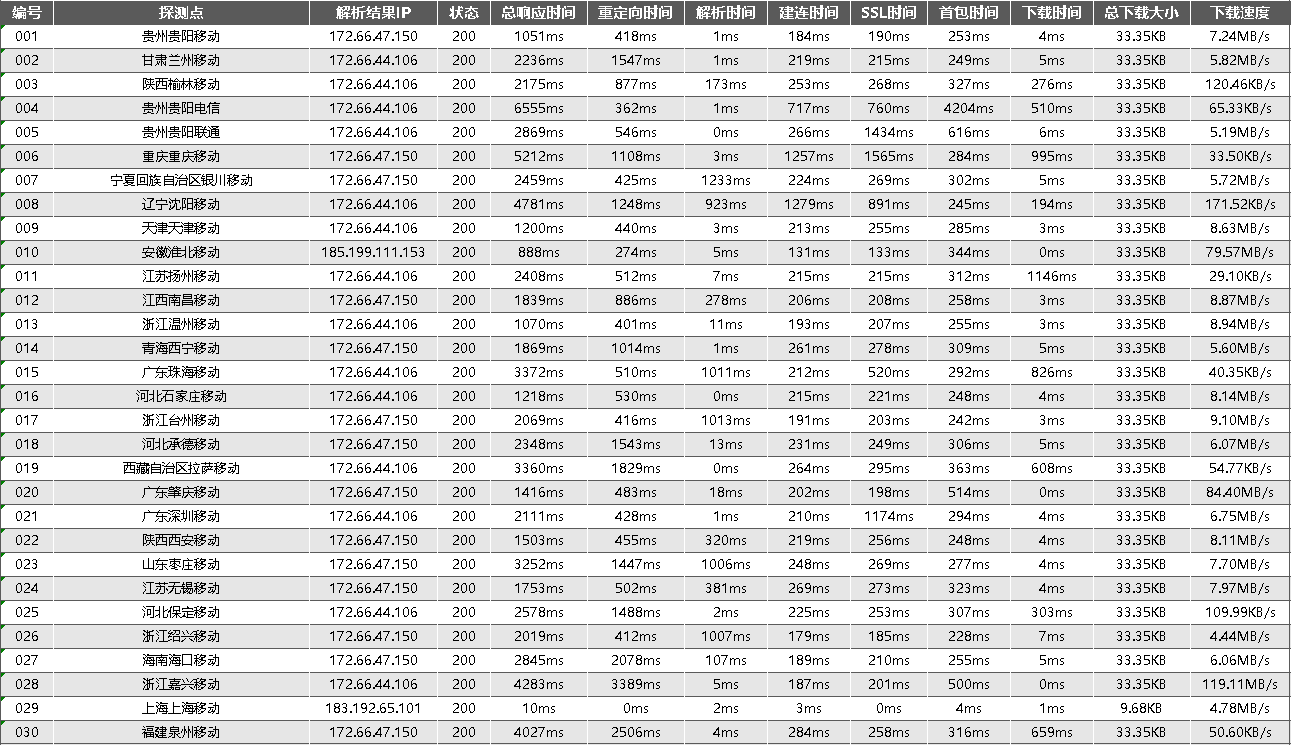 编号 探测点 解析结果IP 状态 总响应时间 重定向时间 解析时间 建连时间 SSL时间 首包时间 下载时间 总下载大小 下载速度
001 贵州贵阳移动 172.66.47.150 200 1051ms 418ms 1ms 184ms 190ms 253ms 4ms 33.35KB 7.24MB/s
002 甘肃兰州移动 172.66.44.106 200 2236ms 1547ms 1ms 219ms 215ms 249ms 5ms 33.35KB 5.82MB/s
003 陕西榆林移动 172.66.44.106 200 2175ms 877ms 173ms 253ms 268ms 327ms 276ms 33.35KB 120.46KB/s
004 贵州贵阳电信 172.66.44.106 200 6555ms 362ms 1ms 717ms 760ms 4204ms 510ms 33.35KB 65.33KB/s
005 贵州贵阳联通 172.66.44.106 200 2869ms 546ms 0ms 266ms 1434ms 616ms 6ms 33.35KB 5.19MB/s
006 重庆重庆移动 172.66.47.150 200 5212ms 1108ms 3ms 1257ms 1565ms 284ms 995ms 33.35KB 33.50KB/s
007 宁夏回族自治区银川移动 172.66.47.150 200 2459ms 425ms 1233ms 224ms 269ms 302ms 5ms 33.35KB 5.72MB/s
008 辽宁沈阳移动 172.66.44.106 200 4781ms 1248ms 923ms 1279ms 891ms 245ms 194ms 33.35KB 171.52KB/s
009 天津天津移动 172.66.44.106 200 1200ms 440ms 3ms 213ms 255ms 285ms 3ms 33.35KB 8.63MB/s
010 安徽淮北移动 185.199.111.153 200 888ms 274ms 5ms 131ms 133ms 344ms 0ms 33.35KB 79.57MB/s
011 江苏扬州移动 172.66.44.106 200 2408ms 512ms 7ms 215ms 215ms 312ms 1146ms 33.35KB 29.10KB/s
012 江西南昌移动 172.66.47.150 200 1839ms 886ms 278ms 206ms 208ms 258ms 3ms 33.35KB 8.87MB/s
013 浙江温州移动 172.66.44.106 200 1070ms 401ms 11ms 193ms 207ms 255ms 3ms 33.35KB 8.94MB/s
014 青海西宁移动 172.66.47.150 200 1869ms 1014ms 1ms 261ms 278ms 309ms 5ms 33.35KB 5.60MB/s
015 广东珠海移动 172.66.44.106 200 3372ms 510ms 1011ms 212ms 520ms 292ms 826ms 33.35KB 40.35KB/s
016 河北石家庄移动 172.66.44.106 200 1218ms 530ms 0ms 215ms 221ms 248ms 4ms 33.35KB 8.14MB/s
017 浙江台州移动 172.66.47.150 200 2069ms 416ms 1013ms 191ms 203ms 242ms 3ms 33.35KB 9.10MB/s
018 河北承德移动 172.66.47.150 200 2348ms 1543ms 13ms 231ms 249ms 306ms 5ms 33.35KB 6.07MB/s
019 西藏自治区拉萨移动 172.66.44.106 200 3360ms 1829ms 0ms 264ms 295ms 363ms 608ms 33.35KB 54.77KB/s
020 广东肇庆移动 172.66.47.150 200 1416ms 483ms 18ms 202ms 198ms 514ms 0ms 33.35KB 84.40MB/s
021 广东深圳移动 172.66.44.106 200 2111ms 428ms 1ms 210ms 1174ms 294ms 4ms 33.35KB 6.75MB/s
022 陕西西安移动 172.66.47.150 200 1503ms 455ms 320ms 219ms 256ms 248ms 4ms 33.35KB 8.11MB/s
023 山东枣庄移动 172.66.47.150 200 3252ms 1447ms 1006ms 248ms 269ms 277ms 4ms 33.35KB 7.70MB/s
024 江苏无锡移动 172.66.47.150 200 1753ms 502ms 381ms 269ms 273ms 323ms 4ms 33.35KB 7.97MB/s
025 河北保定移动 172.66.44.106 200 2578ms 1488ms 2ms 225ms 253ms 307ms 303ms 33.35KB 109.99KB/s
026 浙江绍兴移动 172.66.47.150 200 2019ms 412ms 1007ms 179ms 185ms 228ms 7ms 33.35KB 4.44MB/s
027 海南海口移动 172.66.47.150 200 2845ms 2078ms 107ms 189ms 210ms 255ms 5ms 33.35KB 6.06MB/s
028 浙江嘉兴移动 172.66.44.106 200 4283ms 3389ms 5ms 187ms 201ms 500ms 0ms 33.35KB 119.11MB/s
029 上海上海移动 183.192.65.101 200 10ms 0ms 2ms 3ms 0ms 4ms 1ms 9.68KB 4.78MB/s
030 福建泉州移动 172.66.47.150 200 4027ms 2506ms 4ms 284ms 258ms 316ms 659ms 33.35KB 50.60KB/s